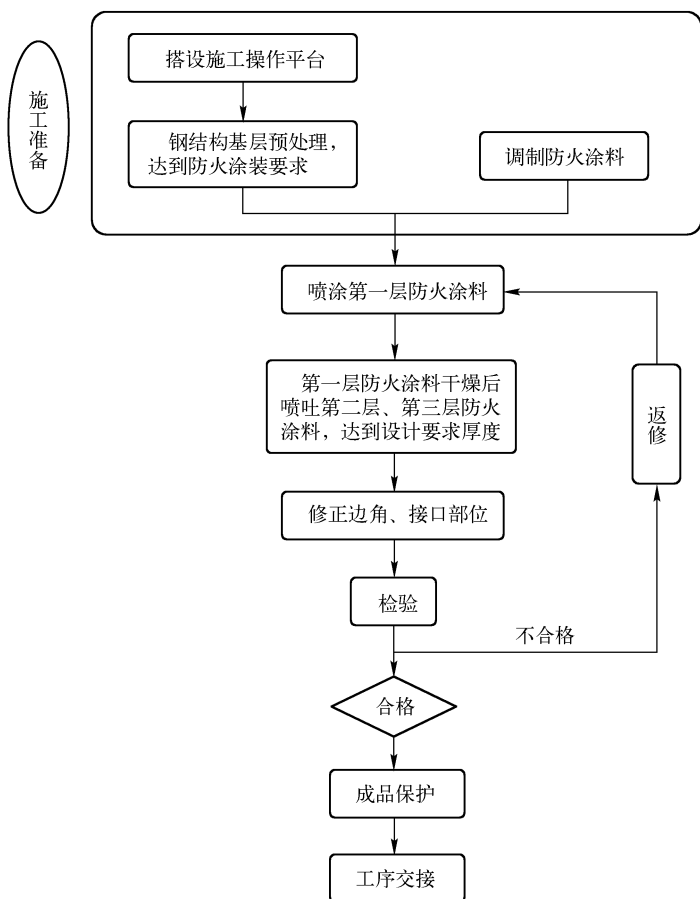 施工准备
搭设施工操作平台
钢结构基层预处理，
达到防火涂装要求
调制防火涂料
喷涂第一层防火涂料
第一层防火涂料干燥后
喷吐第二层、第三层防火
涂料，达到设计要求厚度
返修
修正边角、接口部位
检验
不合格
合格
成品保护
工序交接